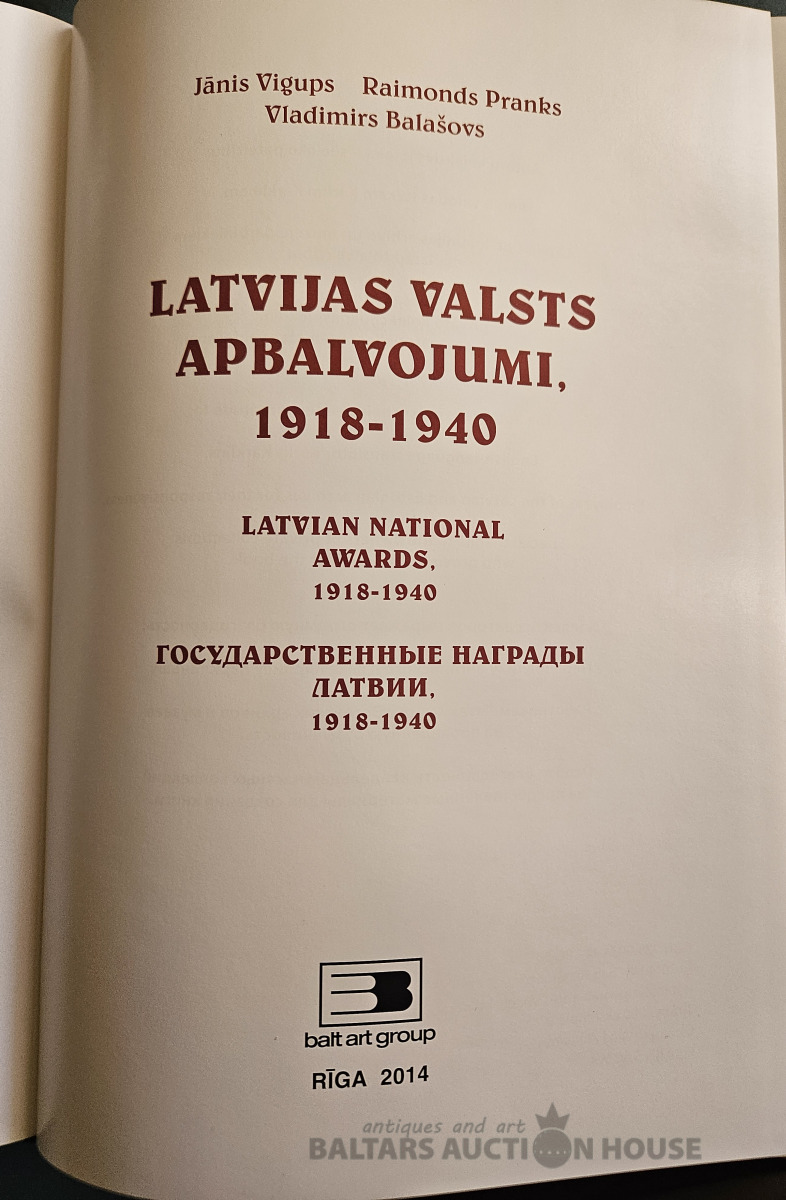 Jānis Vigups Raimonds Pranks
Vladimirs Balašovs
LATVIJAS VALSTS
APBALVOJUMI,
1918-1940
LATVIAN NATIONAL
AWARDS,
1918-1940
ГОСУДАРСТВЕННЫЕ НАГРАДЫ
ЛАТВИИ,
1918-1940
balt art group
RĪGA 2014
antiques and art
BALTARS AUCTION HOUSE